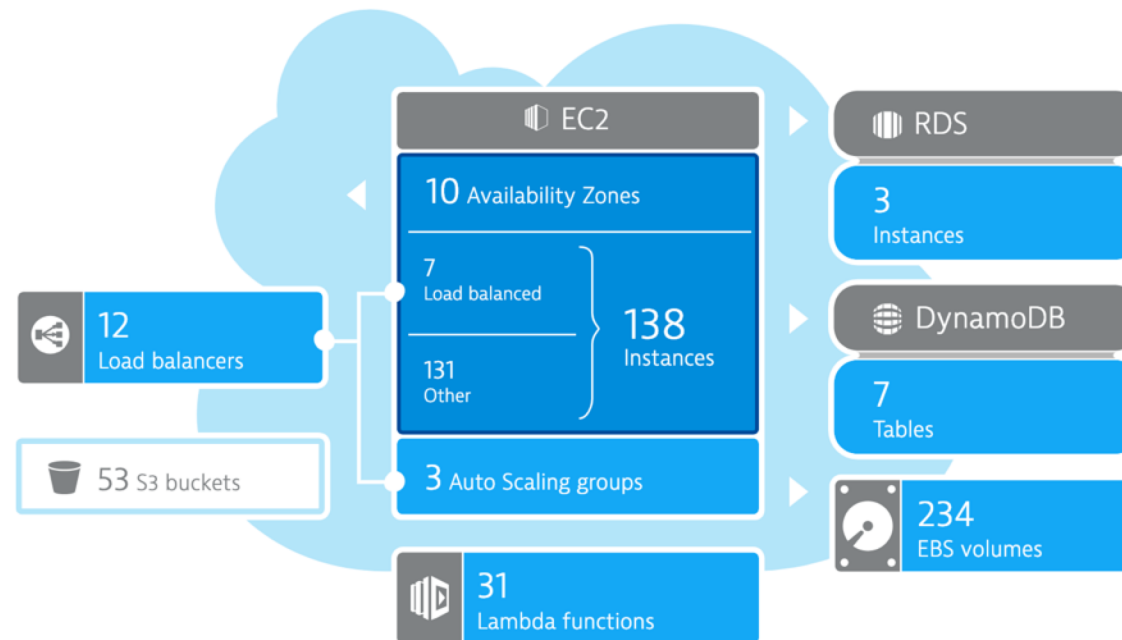 EC2
10 Availability Zones
7
Load balanced
131
Other
138
Instances
3 Auto Scaling groups
12
Load balancers
53 S3 buckets
31
Lambda functions
RDS
3
Instances
DynamoDB
7
Tables
234
EBS volumes